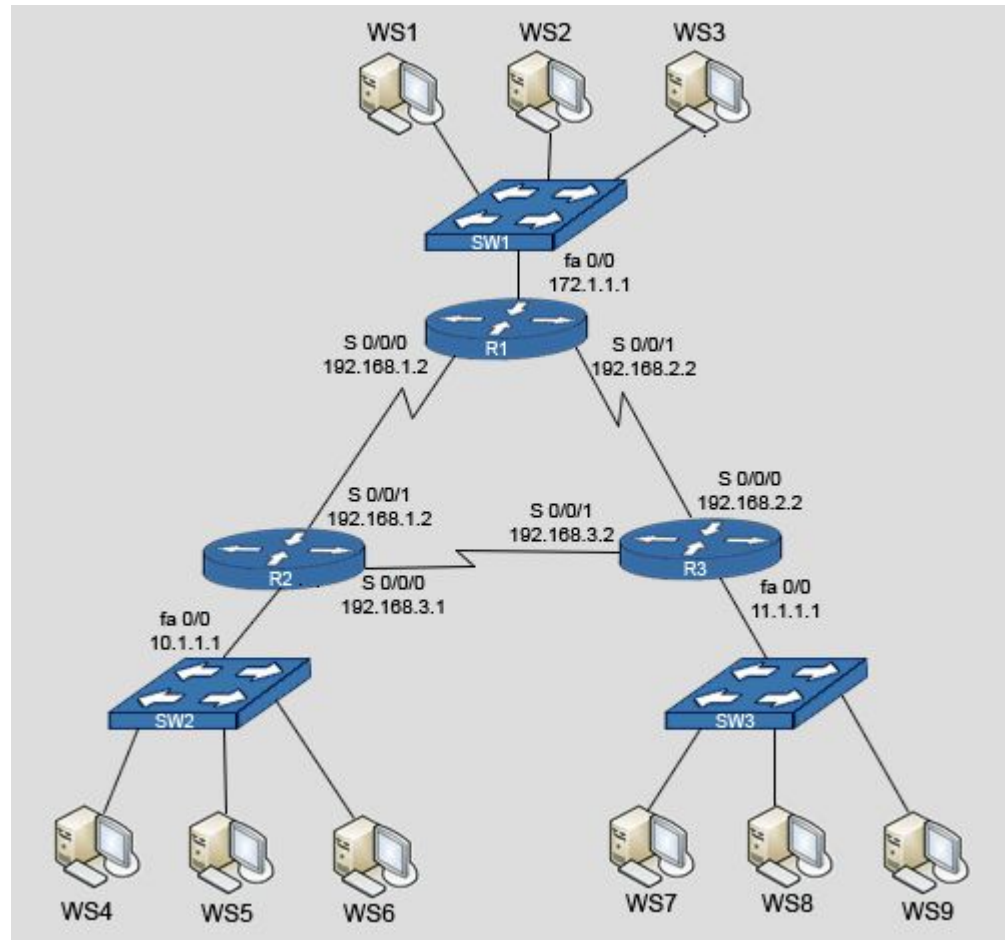 WS1
WS2
WS3
SW1
fa 0/0
172.1.1.1
S 0/0/0
192.168.1.2
R1
S 0/0/1
192.168.2.2
S 0/0/1
192.168.1.2
S 0/0/1
192.168.3.2
S 0/0/0
192.168.2.2
R2
S 0/0/0
192.168.3.1
R3
fa 0/0
10.1.1.1
fa 0/0
11.1.1.1
SW2
SW3
WS4
WS5
WS6
WS7
WS8
WS9